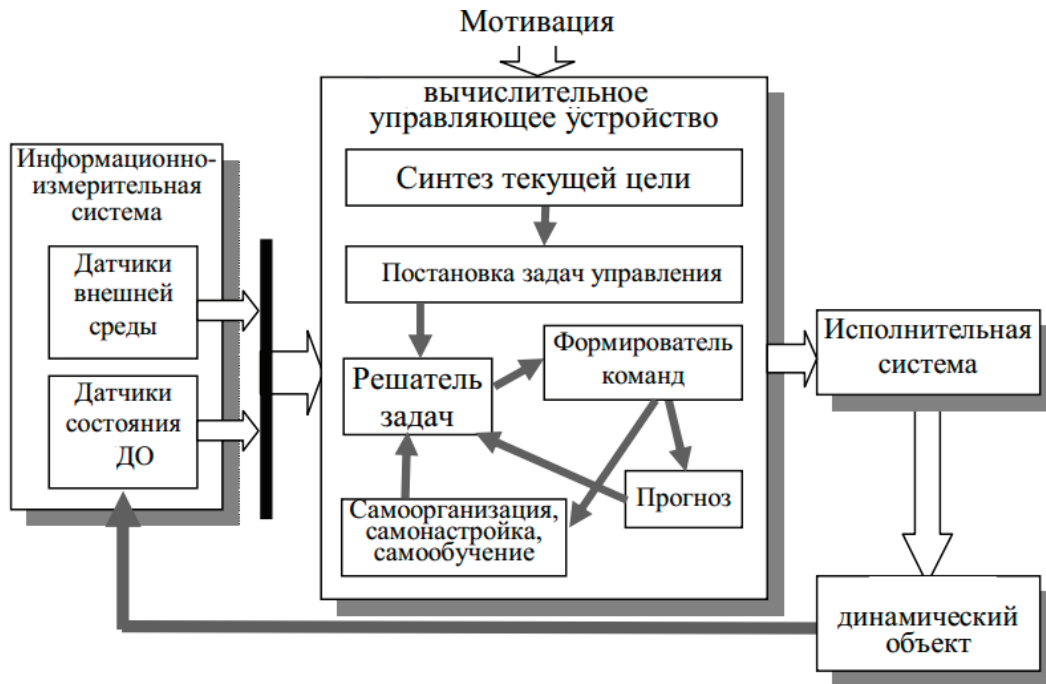 Мотивация
вычислительное
управляющее устройство
Информационно-
измерительная
система
Датчики
внешней
среды
Датчики
состояния
ДО
Синтез текущей цели
Постановка задач управления
Решатель
задач
Формирователь
команд
Прогноз
Самоорганизация,
самонастройка,
самообучение
Исполнительная
система
динамический
объект